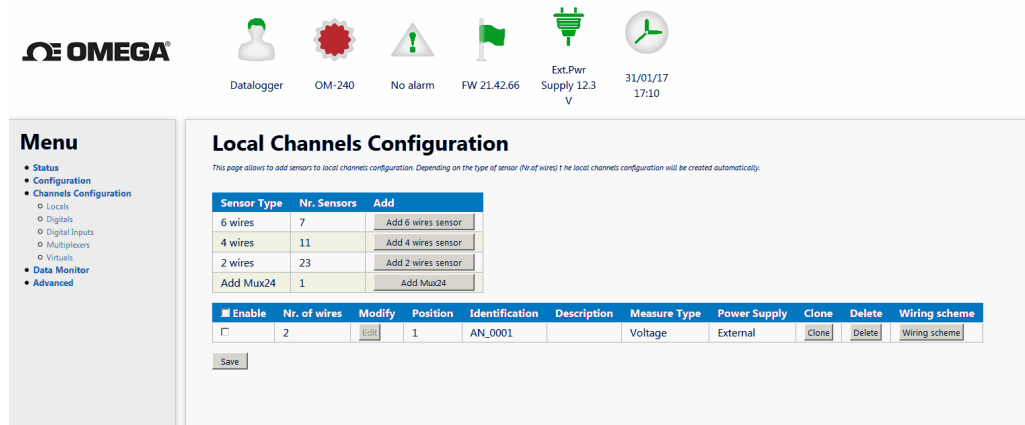 OMEGA®
Datalogger
OM-240
No alarm
FW 21.42.66
Ext.Pwr
Supply 12.3
V
31/01/17
17:10
Menu
Status
Configuration
Channels Configuration
Locals
Digitals
Digital Inputs
Multiplexers
Virtuals
Data Monitor
Advanced
Local Channels Configuration
This page allows to add sensors to local channels configuration. Depending on the type of sensor (Nr.of wires) t he local channels configuration will be created automatically.
Sensor Type Nr. Sensors Add
6 wires 7 Add 6 wires sensor
4 wires 11 Add 4 wires sensor
2 wires 23 Add 2 wires sensor
Add Mux24 1 Add Mux24
Enable Nr. of wires Modify Position Identification Description Measure Type Power Supply Clone Delete Wiring scheme
2 Edit 1 AN_0001 Voltage External Clone Delete Wiring scheme
Save